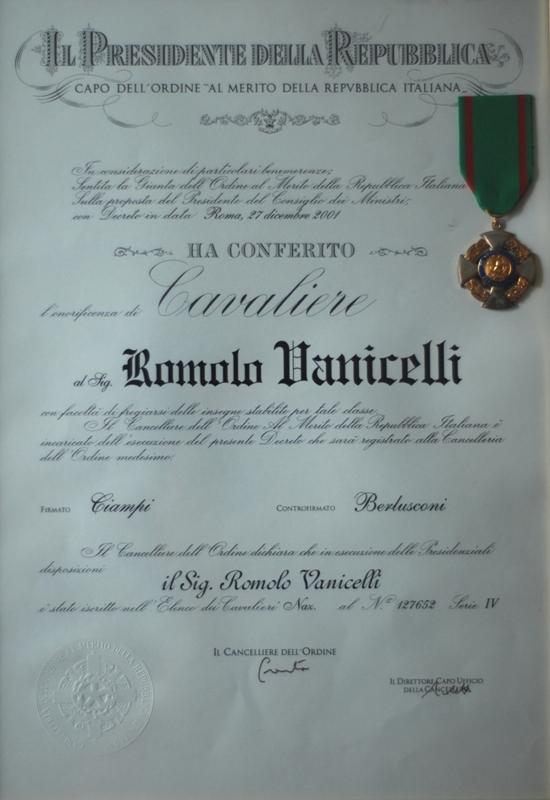 IL PRESIDENTE DELLA REPUBBLICA
CAPO DELL'ORDINE "AL MERITO DELLA REPVBBLICA ITALIANA"
In considerazione di particolari benemerenze;
Sentita la Giunta dell'Ordine al Merito della Repubblica Italiana
Sulla proposta del Presidente del Consiglio dei Ministri;
con Decreto in data Roma, 27 dicembre 2001
HA CONFERITO
l'onorificenza di Cavaliere
al Sig. Romolo Vanicelli
con facoltà di fregiarsi delle insegne stabilite per tale classe.
Il Cancelliere dell'Ordine Al Merito della Repubblica Italiana è
incaricato dell'esecuzione del presente Decreto che sarà registrato alla Cancelleria
dell'Ordine medesimo.
FIRMATO Ciampi CONTROFIRMATO Berlusconi
Il Cancelliere dell'Ordine dichiara che in esecuzione delle Presidenziali
disposizioni
il Sig. Romolo Vanicelli
è stato iscritto nell'Elenco dei Cavalieri Naz. al N.º 127652 Serie IV
IL CANCELLIERE DELL'ORDINE
IL DIRETTORE CAPO UFFICIO
DELLA CANCELLERIA